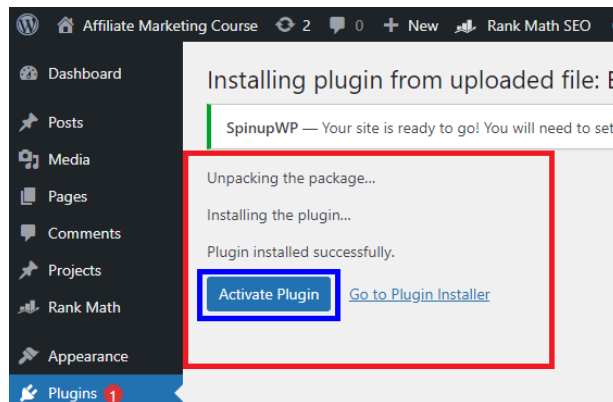 Affiliate Marketing Course 2 0 New Rank Math SEO
Dashboard
Posts
Media
Pages
Comments
Projects
Rank Math
Appearance
Plugins 1
Installing plugin from uploaded file:
SpinupWP — Your site is ready to go! You will need to set
Unpacking the package...
Installing the plugin...
Plugin installed successfully.
Activate Plugin Go to Plugin Installer